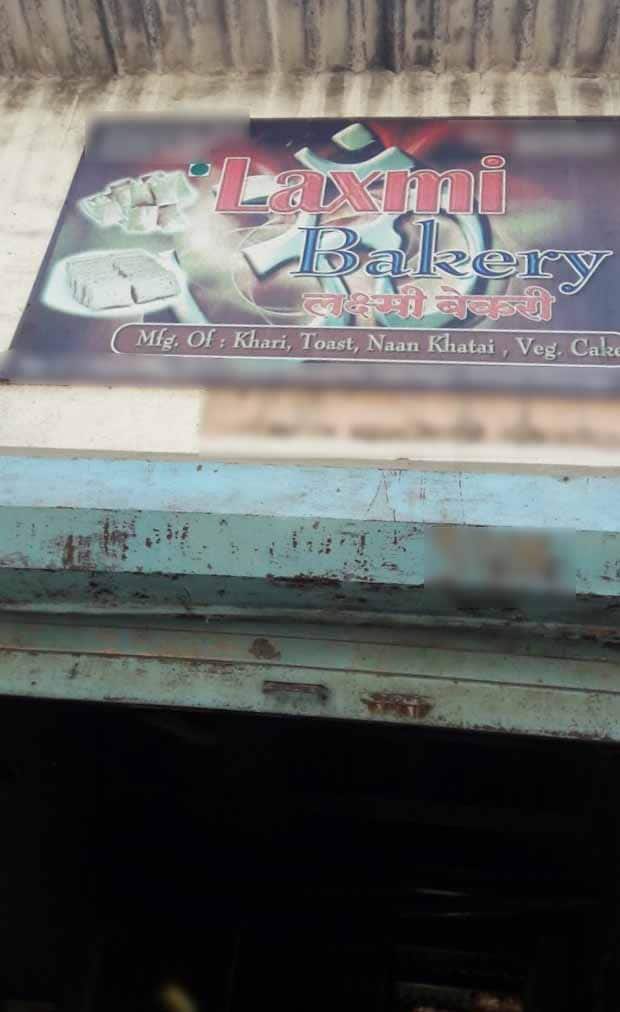 Laxmi
Bakery
लक्ष्मी बेकरी
Mfg. Of : Khari, Toast, Naan Khatai , Veg. Cake